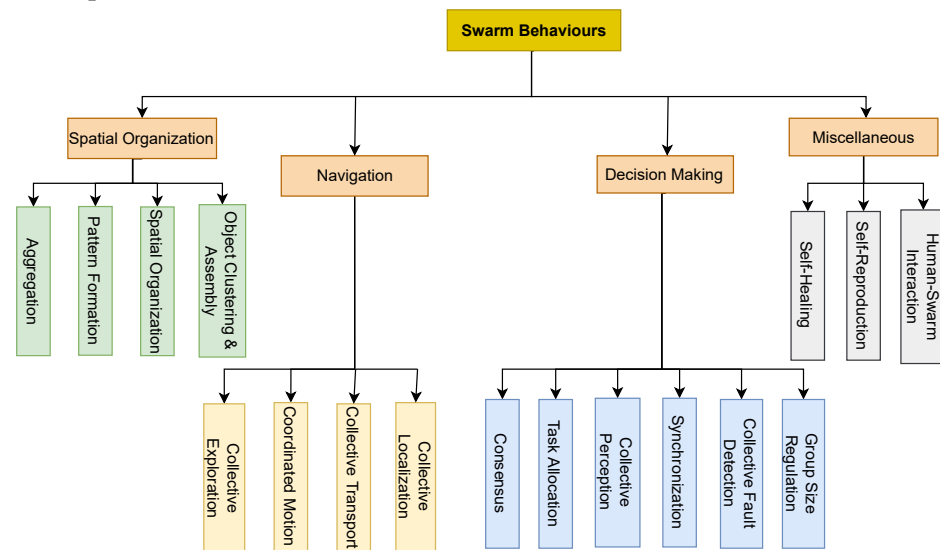 Swarm Behaviours
Spatial Organization
Navigation
Decision Making
Miscellaneous
Aggregation
Pattern Formation
Spatial Organization
Object Clustering &
Assembly
Collective
Exploration
Coordinated Motion
Collective Transport
Collective
Localization
Consensus
Task Allocation
Collective
Perception
Synchronization
Collective Fault
Detection
Group Size
Regulation
Self-Healing
Self-Reproduction
Human-Swarm
Interaction